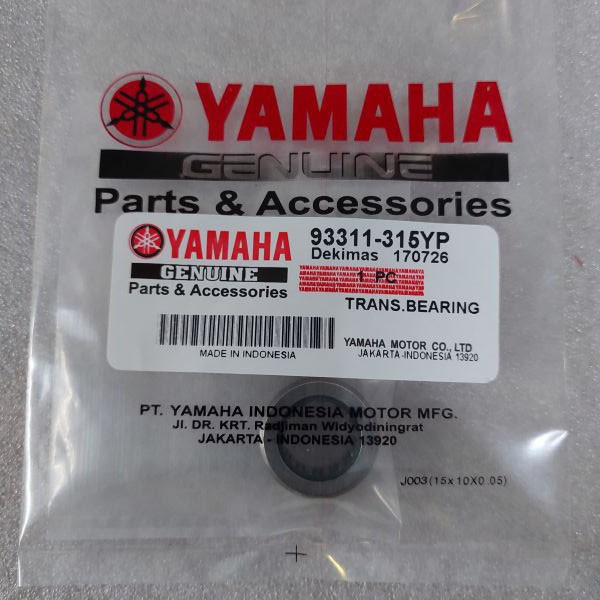 YAMAHA
GENUINE
Parts & Accessories
YAMAHA
GENUINE
Parts & Accessories
MADE IN INDONESIA
93311-315YP
Dekimas 170726
1 PC
TRANS.BEARING
YAMAHA MOTOR CO., LTD
JAKARTA-INDONESIA 13920
PT. YAMAHA INDONESIA MOTOR MFG.
Jl. DR. KRT. Radjiman Widyodiningrat
JAKARTA - INDONESIA 13920
J003(15x10X0.05)